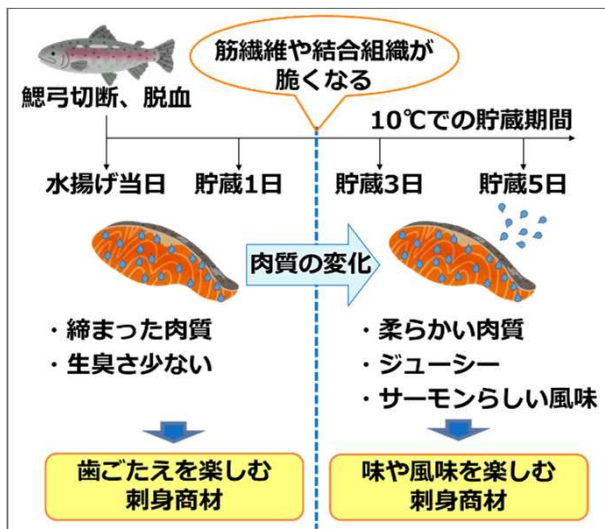 筋繊維や結合組織が
脆くなる
鰓弓切断、脱血
10℃での貯蔵期間
水揚げ当日
貯蔵1日
貯蔵3日
貯蔵5日
肉質の変化
・締まった肉質
・生臭さ少ない
・柔らかい肉質
・ジューシー
・サーモンらしい風味
歯ごたえを楽しむ
刺身商材
味や風味を楽しむ
刺身商材